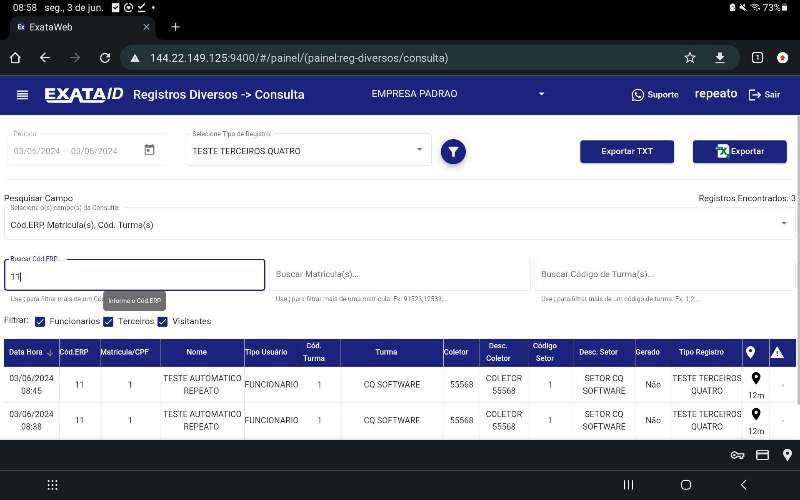 08:58 seg., 3 de jun.
73%
ExataWeb
144.22.149.125:9400/#/painel/(painel:reg-diversos/consulta)
1
EXATA ID Registros Diversos -> Consulta EMPRESA PADRAO Suporte repeato Sair
Período
03/06/2024 – 03/06/2024
Selecione Tipo de Registro:
TESTE TERCEIROS QUATRO
Exportar TXT Exportar
Pesquisar Campo Registros Encontrados: 3
Selecione o(s) campo(s) da Consulta:
Cód.ERP, Matricula(s), Cód. Turma(s)
Buscar Cód.ERP...
11
Buscar Matricula(s)... Buscar Código de Turma(s)...
Use ; para filtrar mais de um Có
Informe o Cód.ERP
Use ; para filtrar mais de uma matricula. Ex: 91523;12533;... Use ; para filtrar mais de um código de turma. Ex: 1;2;...
Filtrar: Funcionarios Terceiros Visitantes
Data Hora Cód.ERP Matricula/CPF Nome Tipo Usuário Cód. Turma Turma Coletor Desc. Coletor Código Setor Desc. Setor Gerado Tipo Registro
03/06/2024 08:45 11 1 TESTE AUTOMATICO REPEATO FUNCIONARIO 1 CQ SOFTWARE 55568 COLETOR 55568 1 SETOR CQ SOFTWARE Não TESTE TERCEIROS QUATRO 12m -
03/06/2024 08:38 11 1 TESTE AUTOMATICO REPEATO FUNCIONARIO 1 CQ SOFTWARE 55568 COLETOR 55568 1 SETOR CQ SOFTWARE Não TESTE TERCEIROS QUATRO 12m -